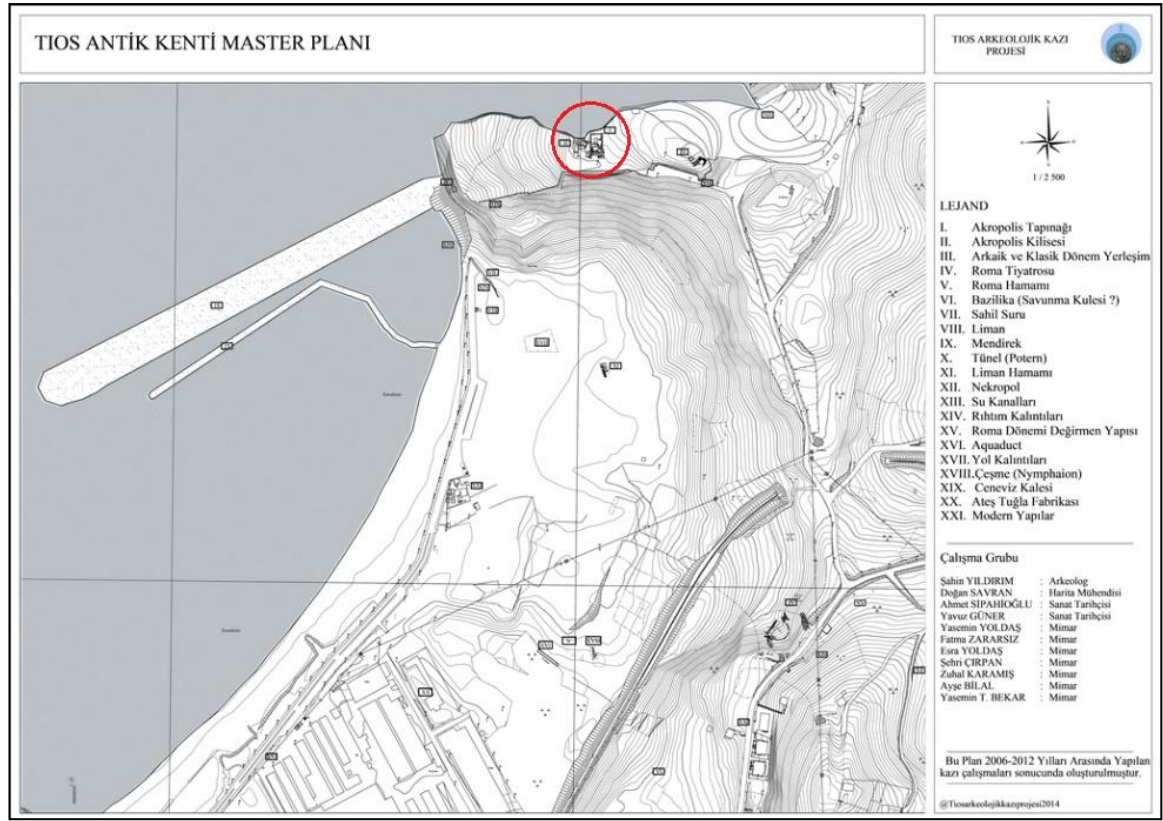 TIOS ANTİK KENTİ MASTER PLANI
TIOS ARKEOLOJİK KAZI
PROJESİ
1 / 2 500
LEJAND
I. Akropolis Tapınağı
II. Akropolis Kilisesi
III. Arkaik ve Klasik Dönem Yerleşim
IV. Roma Tiyatrosu
V. Roma Hamamı
VI. Bazilika (Savunma Kulesi ?)
VII. Sahil Suru
VIII. Liman
IX. Mendirek
X. Tünel (Potern)
XI. Liman Hamamı
XII. Nekropol
XIII. Su Kanalları
XIV. Rıhtım Kalıntıları
XV. Roma Dönemi Değirmen Yapısı
XVI. Aquaduct
XVII. Yol Kalıntıları
XVIII.Çeşme (Nymphaion)
XIX. Ceneviz Kalesi
XX. Ateş Tuğla Fabrikası
XXI. Modern Yapılar
Çalışma Grubu
Şahin YILDIRIM : Arkeolog
Doğan SAVRAN : Harita Mühendisi
Ahmet SİPAHİOĞLU : Sanat Tarihçisi
Yavuz GÜNER : Sanat Tarihçisi
Yasemin YOLDAŞ : Mimar
Fatma ZARARSIZ : Mimar
Esra YOLDAŞ : Mimar
Şehri ÇIRPAN : Mimar
Zuhal KARAMIŞ : Mimar
Ayşe BİLAL : Mimar
Yasemin T. BEKAR : Mimar
Bu Plan 2006-2012 Yılları Arasında Yapılan
kazı çalışmaları sonucunda oluşturulmuştur.
@Tiosarkeolojikkaziprojesi2014